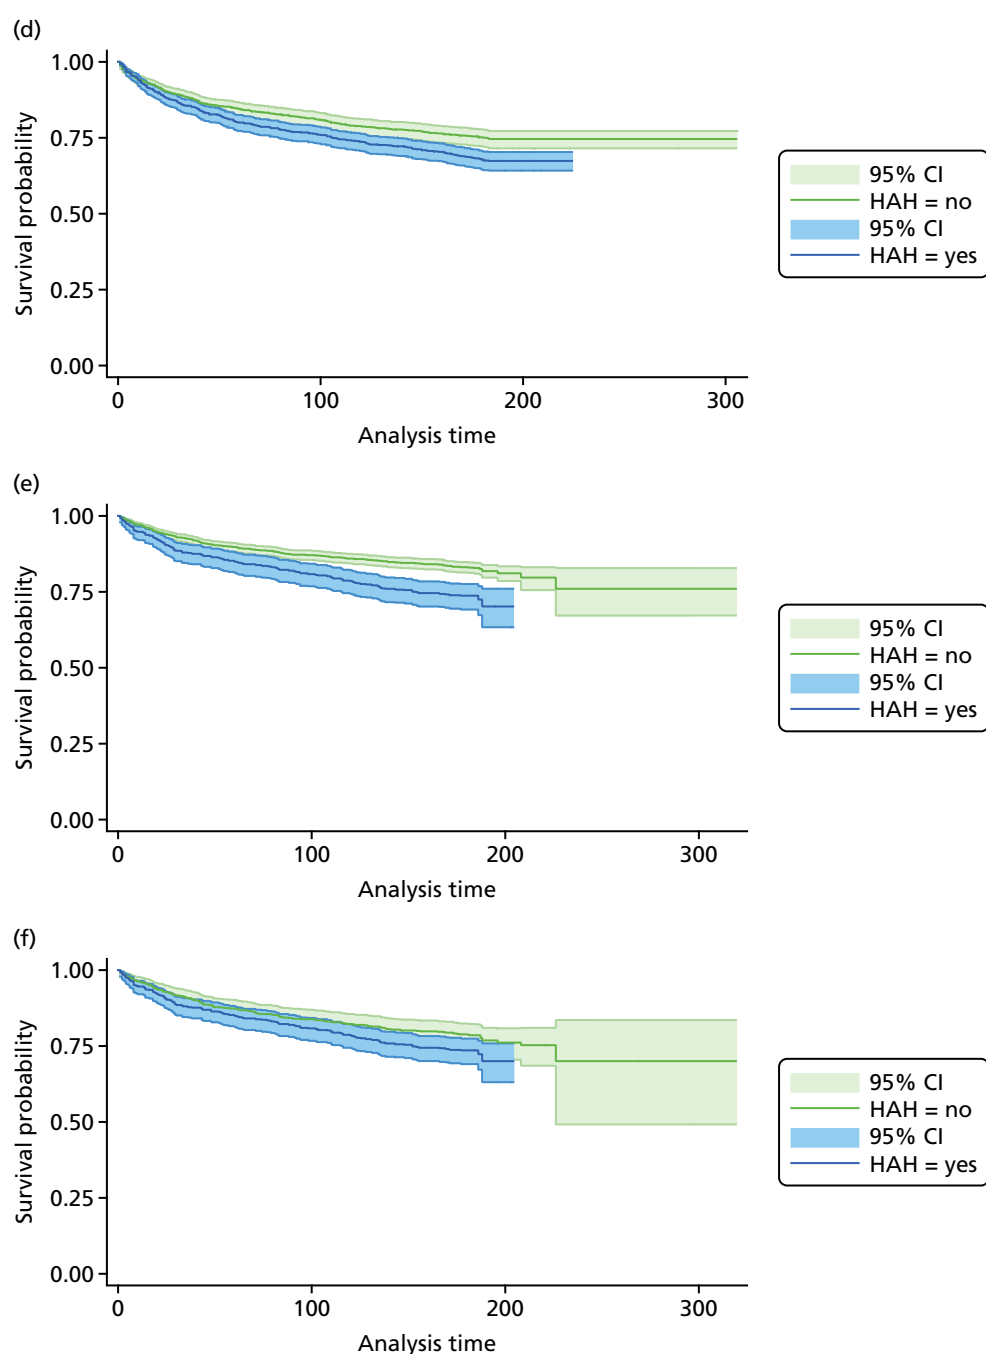 (d)
1.00
0.75
0.50
0.25
0.00
Survival probability
0
100
200
300
Analysis time
95% CI
HAH = no
95% CI
HAH = yes
(e)
1.00
0.75
0.50
0.25
0.00
Survival probability
0
100
200
300
Analysis time
95% CI
HAH = no
95% CI
HAH = yes
(f)
1.00
0.75
0.50
0.25
0.00
Survival probability
0
100
200
300
Analysis time
95% CI
HAH = no
95% CI
HAH = yes